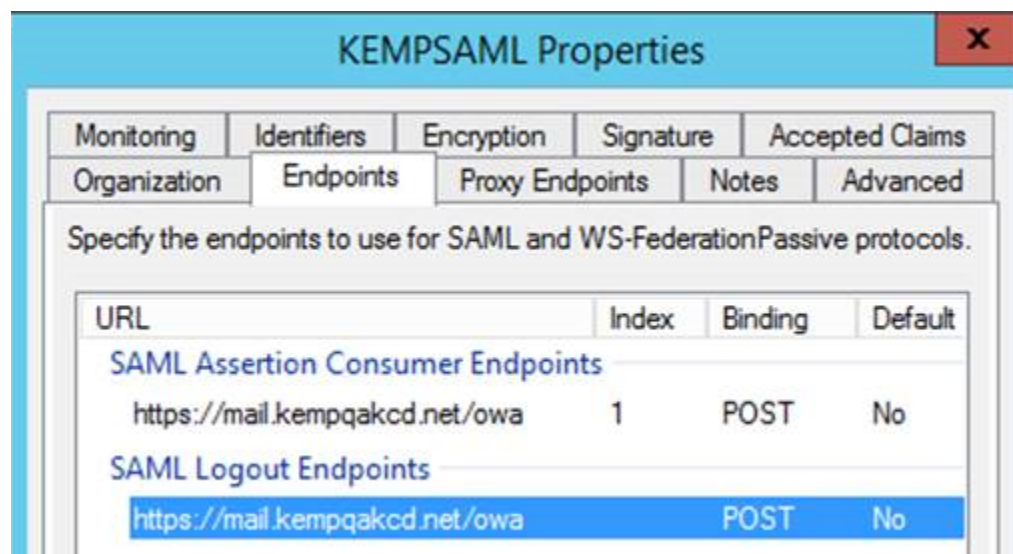 KEMPSAML Properties
x
Monitoring Identifiers Encryption Signature Accepted Claims
Organization Endpoints Proxy Endpoints Notes Advanced
Specify the endpoints to use for SAML and WS-FederationPassive protocols.
URL Index Binding Default
SAML Assertion Consumer Endpoints
https://mail.kempqakcd.net/owa 1 POST No
SAML Logout Endpoints
https://mail.kempqakcd.net/owa POST No